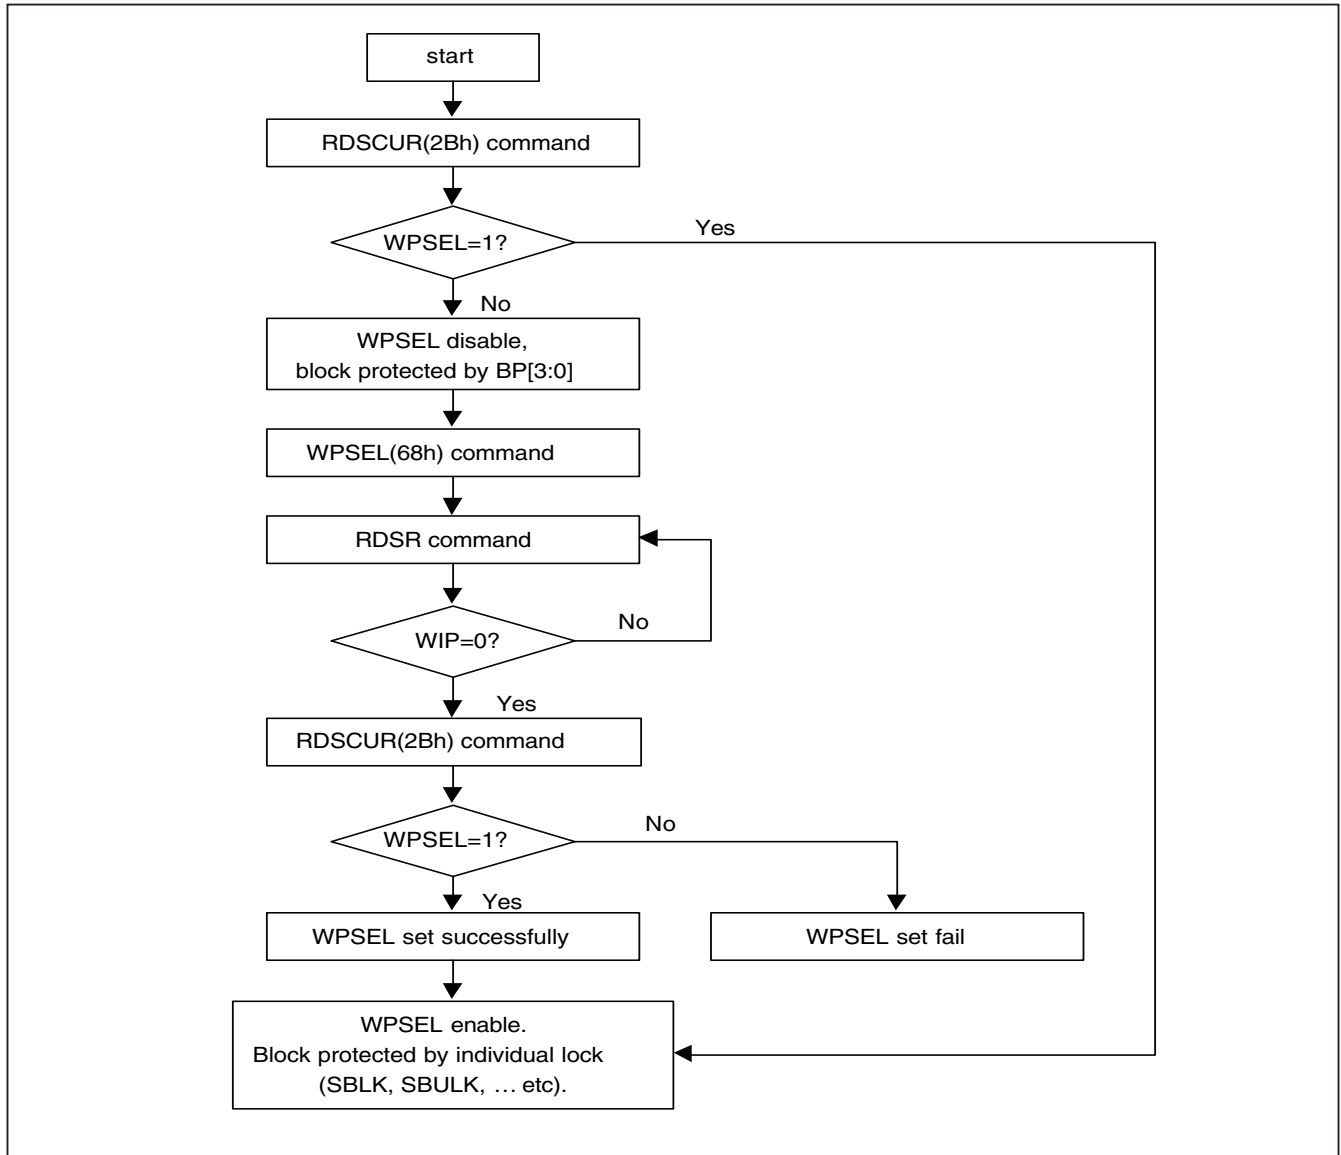 start
RDSCUR(2Bh) command
WPSEL=1?
Yes
No
WPSEL disable,
block protected by BP[3:0]
WPSEL(68h) command
RDSR command
WIP=0?
No
Yes
RDSCUR(2Bh) command
WPSEL=1?
No
Yes
WPSEL set successfully
WPSEL set fail
WPSEL enable.
Block protected by individual lock
(SBLK, SBULK, … etc).